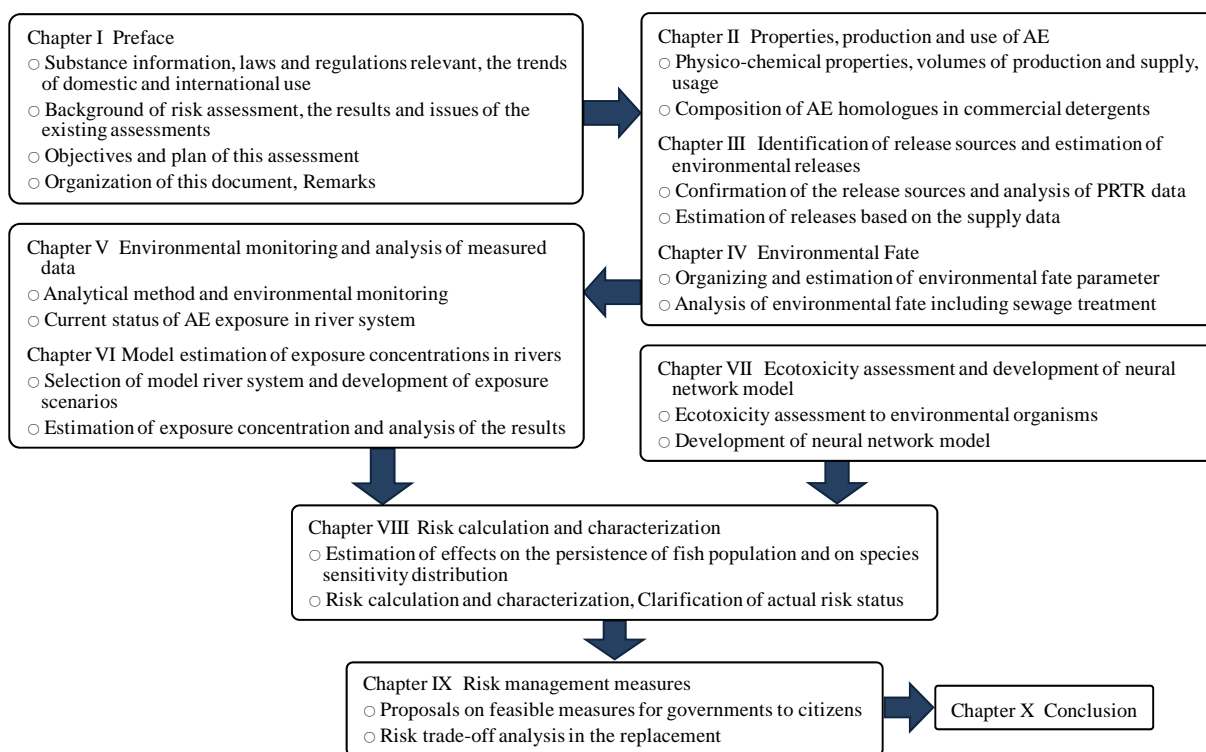 Chapter I Preface
○ Substance information, laws and regulations relevant, the trends
of domestic and international use
○ Background of risk assessment, the results and issues of the
existing assessments
○ Objectives and plan of this assessment
○ Organization of this document, Remarks
Chapter II Properties, production and use of AE
○ Physico-chemical properties, volumes of production and supply,
usage
○ Composition of AE homologues in commercial detergents
Chapter III Identification of release sources and estimation of
environmental releases
○ Confirmation of the release sources and analysis of PRTR data
○ Estimation of releases based on the supply data
Chapter IV Environmental Fate
○ Organizing and estimation of environmental fate parameter
○ Analysis of environmental fate including sewage treatment
Chapter V Environmental monitoring and analysis of measured
data
○ Analytical method and environmental monitoring
○ Current status of AE exposure in river system
Chapter VI Model estimation of exposure concentrations in rivers
○ Selection of model river system and development of exposure
scenarios
○ Estimation of exposure concentration and analysis of the results
Chapter VII Ecotoxicity assessment and development of neural
network model
○ Ecotoxicity assessment to environmental organisms
○ Development of neural network model
Chapter VIII Risk calculation and characterization
○ Estimation of effects on the persistence of fish population and on species
sensitivity distribution
○ Risk calculation and characterization, Clarification of actual risk status
Chapter IX Risk management measures
○ Proposals on feasible measures for governments to citizens
○ Risk trade-off analysis in the replacement
Chapter X Conclusion